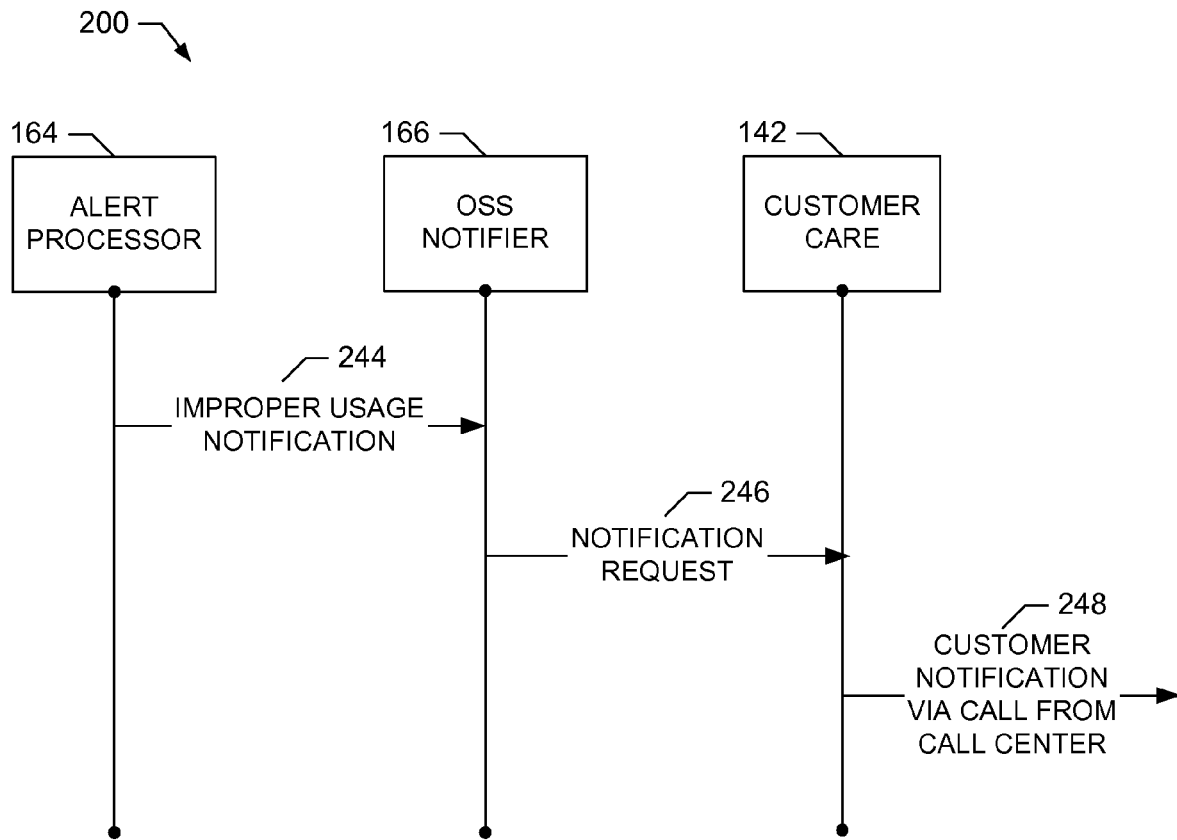 200
164
166
142
ALERT
PROCESSOR
OSS
NOTIFIER
CUSTOMER
CARE
244
IMPROPER USAGE
NOTIFICATION
246
NOTIFICATION
REQUEST
248
CUSTOMER
NOTIFICATION
VIA CALL FROM
CALL CENTER